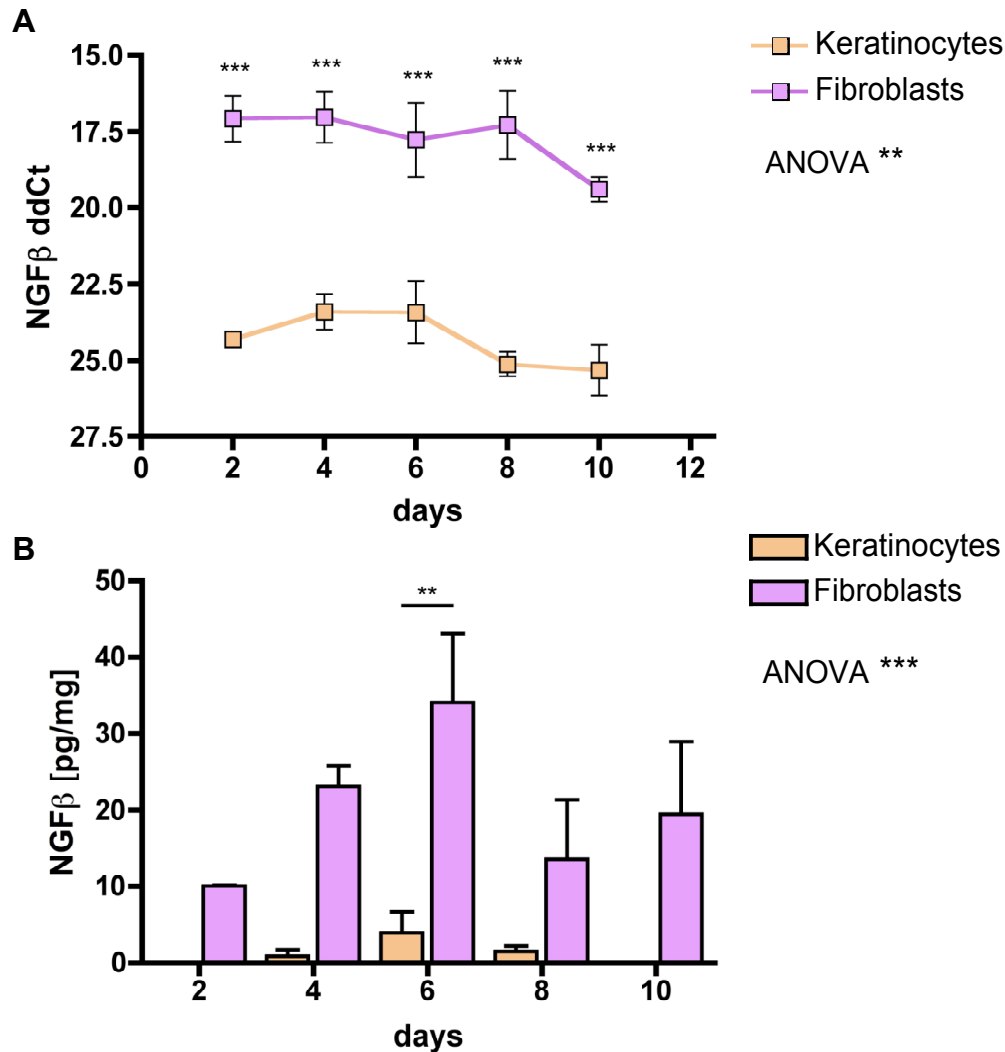 A
Keratinocytes
Fibroblasts
ANOVA **
NGFβ ddCt
15.0
17.5
20.0
22.5
25.0
27.5
*** *** *** *** ***
0 2 4 6 8 10 12
days
B
Keratinocytes
Fibroblasts
ANOVA ***
NGFβ [pg/mg]
50
40
30
20
10
0
**
2 4 6 8 10
days